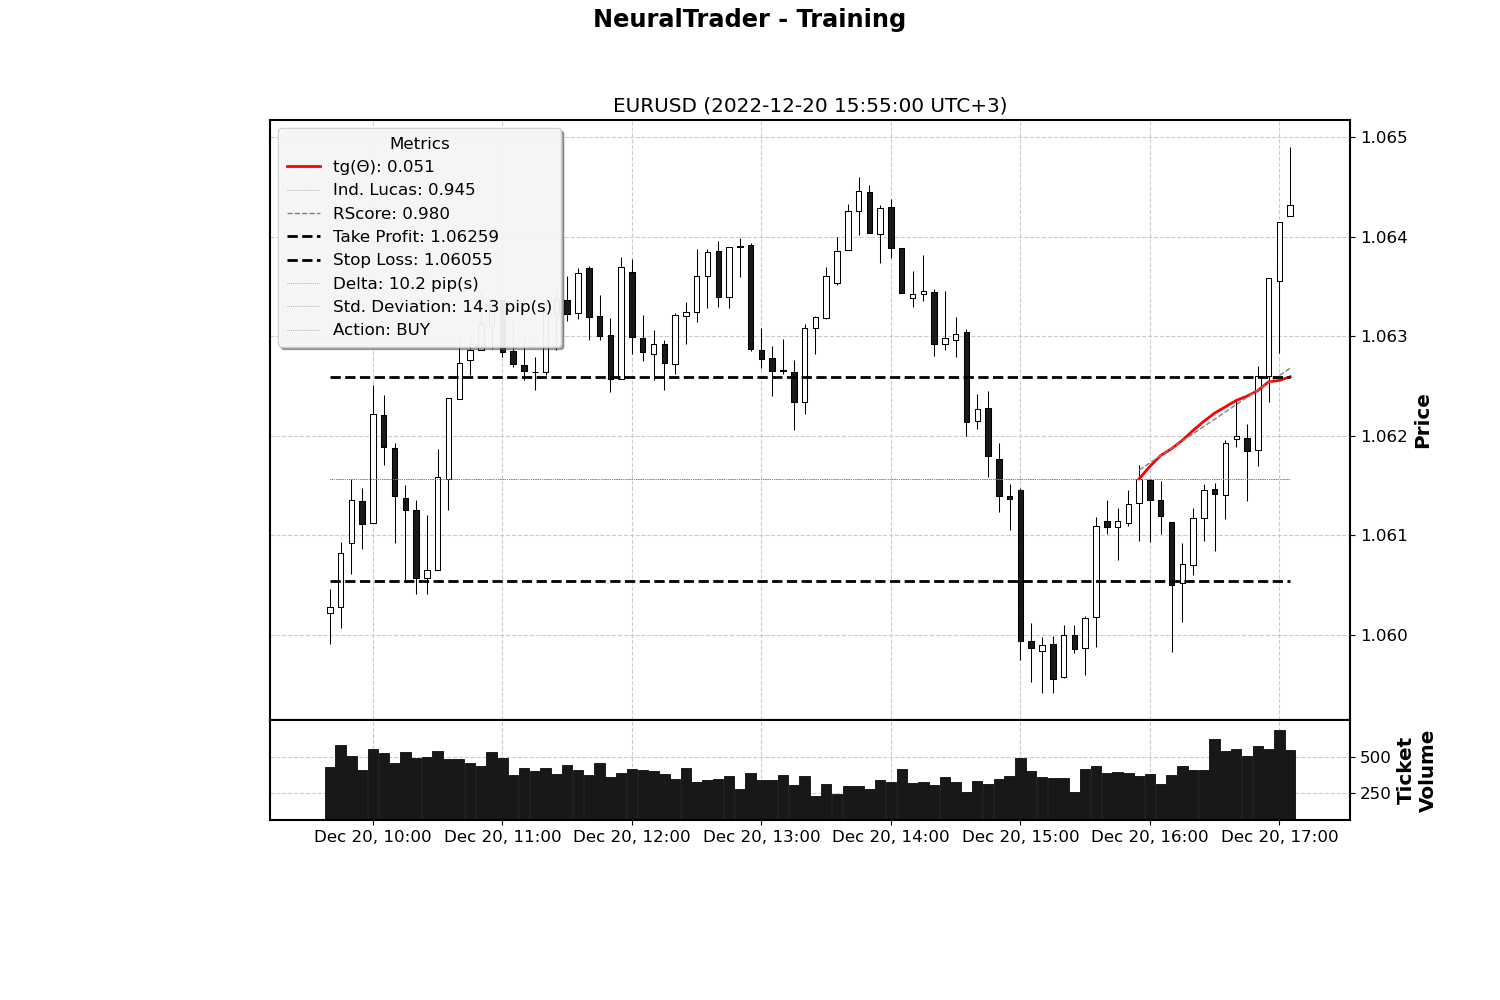 NeuralTrader - Training
EURUSD (2022-12-20 15:55:00 UTC+3)
Metrics
tg(Θ): 0.051
Ind. Lucas: 0.945
RScore: 0.980
Take Profit: 1.06259
Stop Loss: 1.06055
Delta: 10.2 pip(s)
Std. Deviation: 14.3 pip(s)
Action: BUY
1.065
1.064
1.063
1.062
1.061
1.060
Price
500
250
Ticket
Volume
Dec 20, 10:00
Dec 20, 11:00
Dec 20, 12:00
Dec 20, 13:00
Dec 20, 14:00
Dec 20, 15:00
Dec 20, 16:00
Dec 20, 17:00